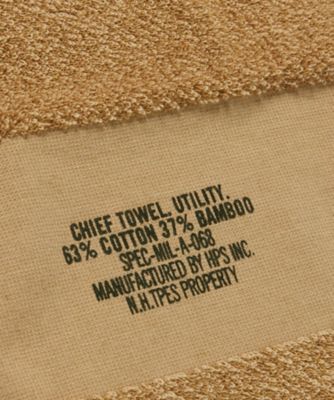 CHIEF TOWEL, UTILITY.
63% COTTON 37% BAMBOO
SPEC-MIL-A-068
MANUFACTURED BY HPS INC.
N.H.TPES PROPERTY